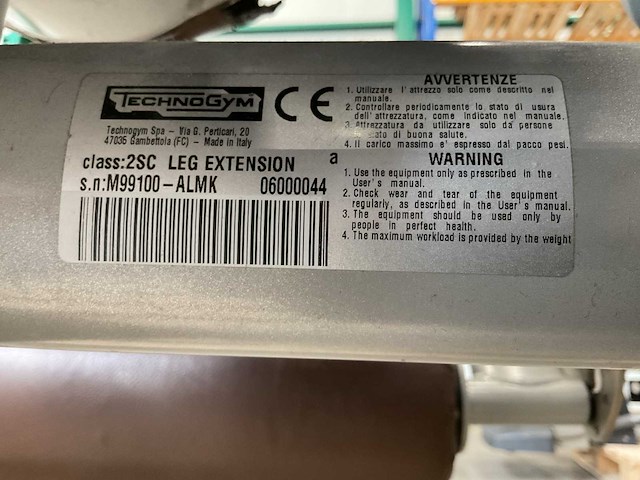 TECHNOGYM
CE
Technogym Spa - Via G. Perticari, 20
47035 Gambettola (FC) - Made in Italy
class:2SC LEG EXTENSION
a
s.n:M99100-ALMK 06000044
AVVERTENZE
1. Utilizzare l'attrezzo solo come descritto nel
manuale.
2. Controllare periodicamente lo stato di usura
dell'attrezzatura, come indicato nel manuale.
3. Attrezzatura da utilizzare solo da persone
stato di buona salute.
4. Il carico massimo e' espresso dal pacco pesi.
WARNING
1. Use the equipment only as prescribed in the
User's manual.
2. Check wear and tear of the equipment
regularly, as described in the User's manual.
3. The equipment should be used only by
people in perfect health.
4. The maximum workload is provided by the weight